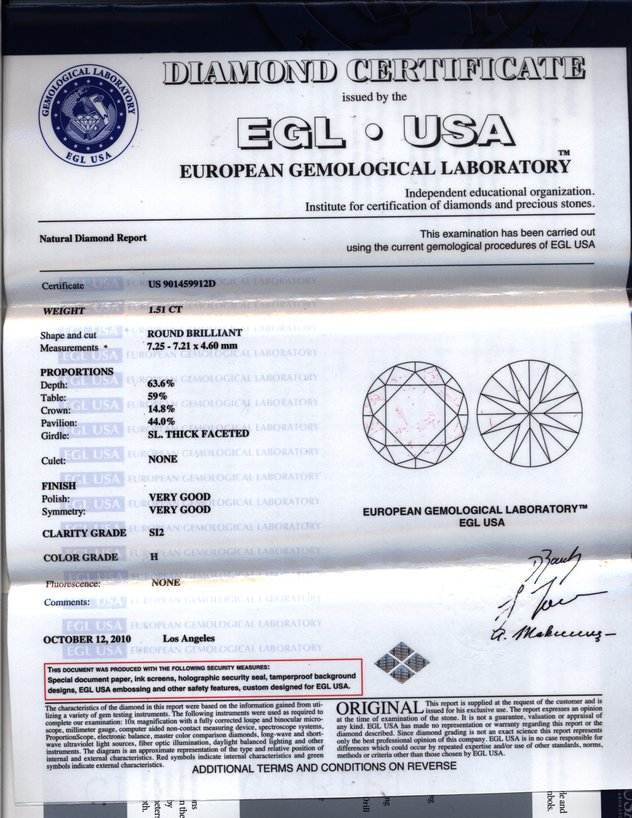 GEMOLOGICAL LABORATORY
EGL USA
DIAMOND CERTIFICATE
issued by the
EGL • USA
EUROPEAN GEMOLOGICAL LABORATORY™
Independent educational organization.
Institute for certification of diamonds and precious stones.
Natural Diamond Report
This examination has been carried out
using the current gemological procedures of EGL USA
Certificate US 901459912D
WEIGHT 1.51 CT
Shape and cut ROUND BRILLIANT
Measurements 7.25 - 7.21 x 4.60 mm
PROPORTIONS
Depth: 63.6%
Table: 59%
Crown: 14.8%
Pavilion: 44.0%
Girdle: SL. THICK FACETED
Culet: NONE
FINISH
Polish: VERY GOOD
Symmetry: VERY GOOD
CLARITY GRADE SI2
COLOR GRADE H
Fluorescence: NONE
Comments:
EUROPEAN GEMOLOGICAL LABORATORY™
EGL USA
OCTOBER 12, 2010 Los Angeles
THIS DOCUMENT WAS PRODUCED WITH THE FOLLOWING SECURITY MEASURES:
Special document paper, ink screens, holographic security seal, tamperproof background
designs, EGL USA embossing and other safety features, custom designed for EGL USA.
The characteristics of the diamond in this report were based on the information gained from uti-
lizing a variety of gem testing instruments. The following instruments were used to
complete our examination: 10x magnification with a fully corrected loupe and binocular micro-
scope, millimeter gauge, computer aided non-contact measuring device, spectroscope systems,
ProportionScope, electronic balance, master color comparison diamonds, long-wave and short-
wave ultraviolet light sources, fiber optic illumination, daylight balanced lighting and other
instruments. The diagram is an approximate representation of the type and relative position of
internal and external characteristics. Red symbols indicate internal characteristics and green
symbols indicate external characteristics.
ORIGINAL This report is supplied at the request of the customer and is
issued for his exclusive use. The report expresses an opinion
at the time of examination of the stone. It is not a guarantee, valuation or appraisal of
any kind. EGL USA has made no representation or warranty regarding this report or the
diamond described. Since diamond grading is not an exact science this report represents
only the best professional opinion of this company. EGL USA is in no case responsible for
differences which could occur by repeated expertise and/or use of other standards, norms,
methods or criteria other than those chosen by EGL USA.
ADDITIONAL TERMS AND CONDITIONS ON REVERSE